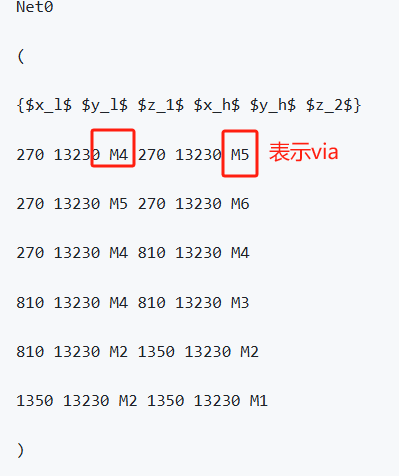 Net0
(
{$x_l$ $y_l$ $z_1$ $x_h$ $y_h$ $z_2$}
270 13230 M4 270 13230 M5 表示via
270 13230 M5 270 13230 M6
270 13230 M4 810 13230 M4
810 13230 M4 810 13230 M3
810 13230 M2 1350 13230 M2
1350 13230 M2 1350 13230 M1
)